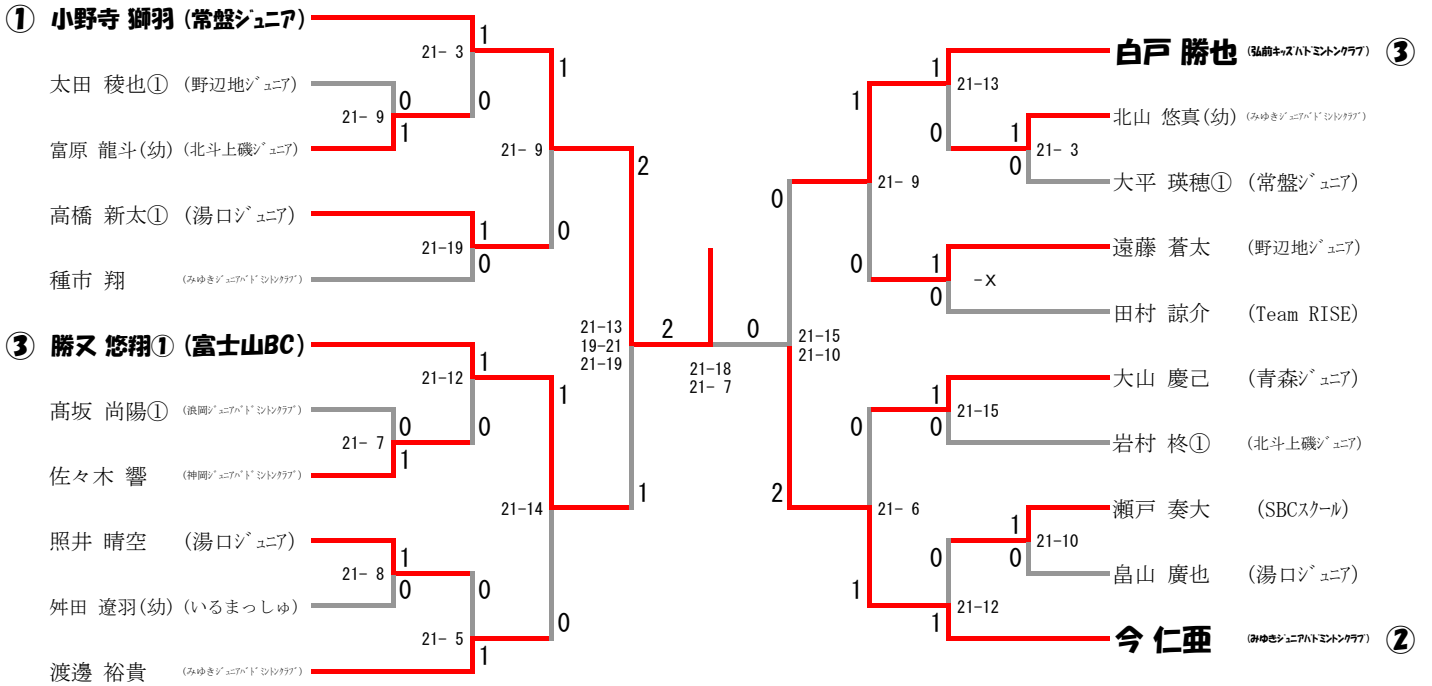 ① 小野寺 獅羽 (常盤ジュニア)
1
21- 3
1
太田 稜也① (野辺地ジュニア)
0
0
21- 9
富原 龍斗(幼) (北斗上磯ジュニア)
1
21- 9
2
高橋 新太① (湯口ジュニア)
1
0
21-19
種市 翔 (みゆきジュニアバドミントンクラブ)
0
③ 勝又 悠翔① (富士山BC)
1
21-12
1
髙坂 尚陽① (浪岡ジュニアバドミントンクラブ)
0
0
21- 7
佐々木 響 (神岡ジュニアバドミントンクラブ)
1
21-14
1
照井 晴空 (湯口ジュニア)
1
21- 8
0
舛田 遼羽(幼) (いるまっしゅ)
0
0
21- 5
渡邊 裕貴 (みゆきジュニアバドミントンクラブ)
1
21-13
19-21
21-19
2
0
21-18
21- 7
白戸 勝也 (弘前キッズバドミントンクラブ) ③
1
21-13
1
北山 悠真(幼) (みゆきジュニアバドミントンクラブ)
0
1
21- 3
大平 瑛穂① (常盤ジュニア)
0
21- 9
0
遠藤 蒼太 (野辺地ジュニア)
1
0
-X
田村 諒介 (Team RISE)
0
21-15
21-10
大山 慶己 (青森ジュニア)
1
0
21-15
岩村 柊① (北斗上磯ジュニア)
0
2
21- 6
瀬戸 奏大 (SBCスクール)
1
0
21-10
畠山 廣也 (湯口ジュニア)
0
1
21-12
今 仁亜 (みゆきジュニアバドミントンクラブ) ②
1